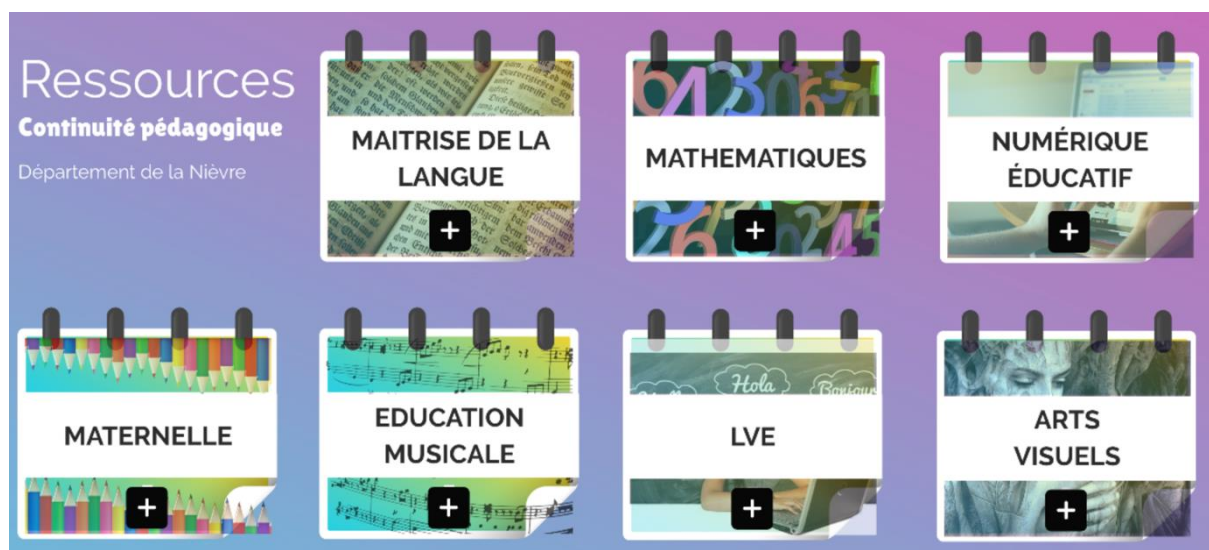 Ressources
Continuité pédagogique
Département de la Nièvre
MAITRISE DE LA
LANGUE
MATHEMATIQUES
NUMÉRIQUE
ÉDUCATIF
MATERNELLE
EDUCATION
MUSICALE
Hola
Bonjour
LVE
ARTS
VISUELS